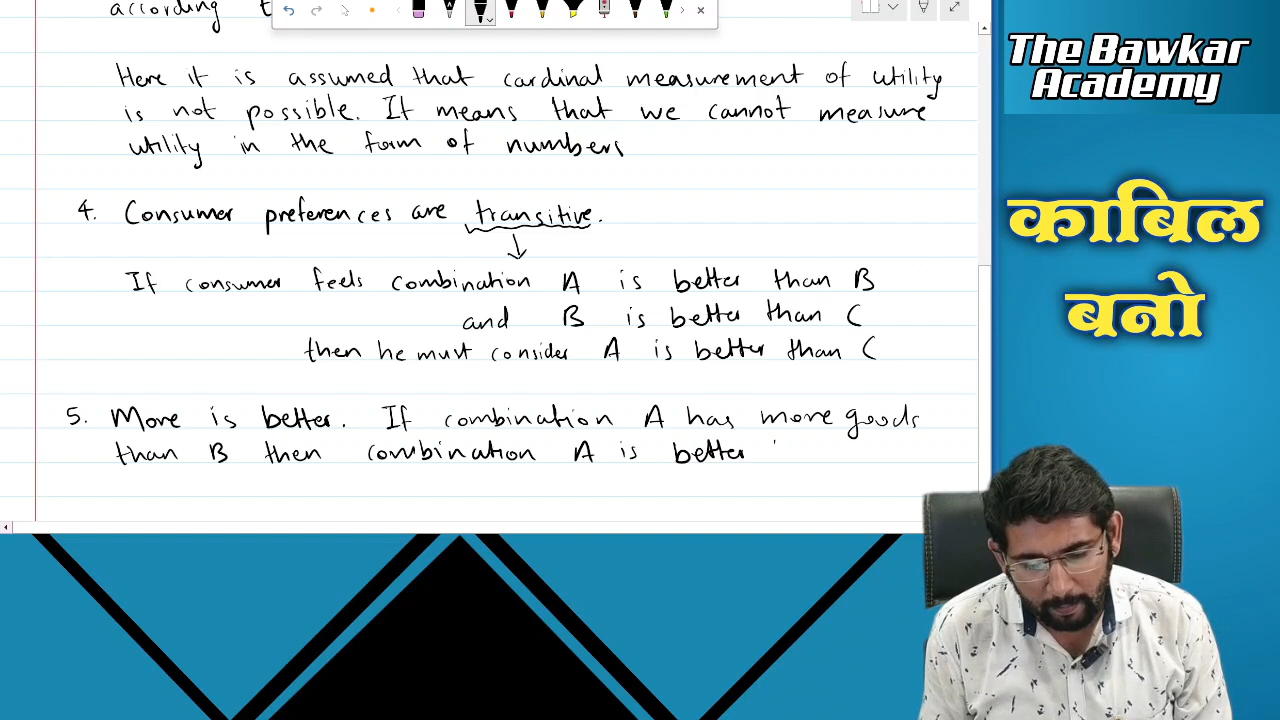 according
The Bawkar
Academy
Here it is assumed that cardinal measurement of utility
is not possible. It means that we cannot measure
utility in the form of numbers
काबिल
बनो
4. Consumer preferences are transitive.
If consumer feels combination A is better than B
and B is better than C
then he must consider A is better than C
5. More is better. If combination A has more goods
than B then combination A is better